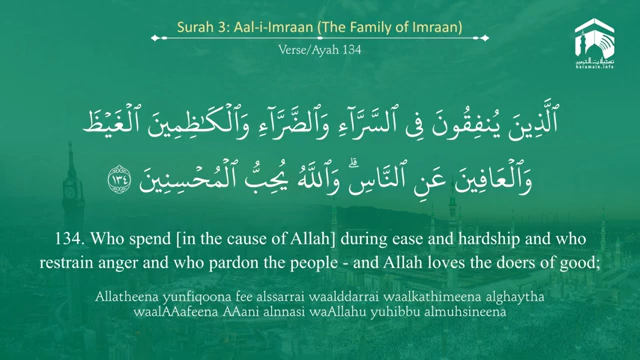 Surah 3: Aal-i-Imraan (The Family of Imraan)
Verse/Ayah 134
haramain.info
ٱلَّذِينَ يُنفِقُونَ فِى ٱلسَّرَّآءِ وَٱلضَّرَّآءِ وَٱلْكَـٰظِمِينَ ٱلْغَيْظَ
وَٱلْعَافِينَ عَنِ ٱلنَّاسِ ۗ وَٱللَّهُ يُحِبُّ ٱلْمُحْسِنِينَ ١٣٤
134. Who spend [in the cause of Allah] during ease and hardship and who
restrain anger and who pardon the people - and Allah loves the doers of good;
Allatheena yunfiqoona fee alssarrai waalddarrai waalkathimeena alghaytha
waalAAafeena AAani alnnasi waAllahu yuhibbu almuhsineena